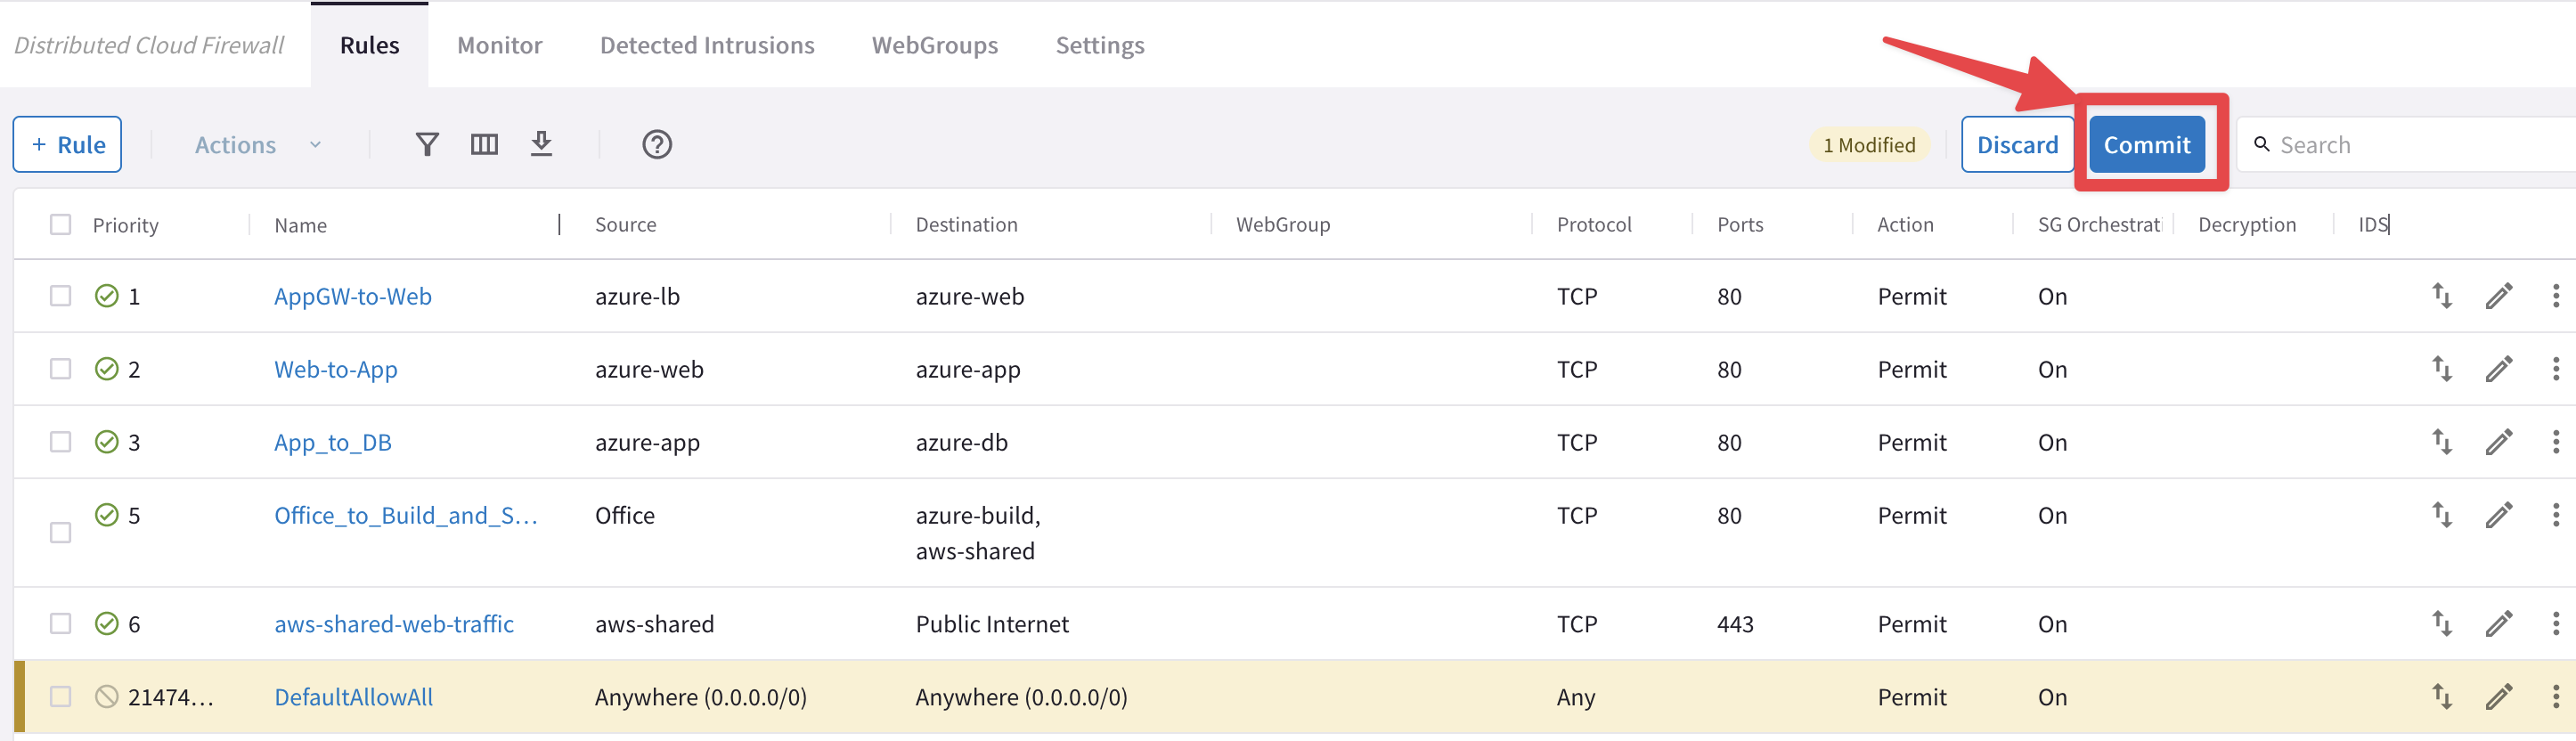 Distributed Cloud Firewall Rules Monitor Detected Intrusions WebGroups Settings
+ Rule Actions 1 Modified Discard Commit Search
Priority Name Source Destination WebGroup Protocol Ports Action SG Orchestrati Decryption IDS
1 AppGW-to-Web azure-lb azure-web TCP 80 Permit On
2 Web-to-App azure-web azure-app TCP 80 Permit On
3 App_to_DB azure-app azure-db TCP 80 Permit On
5 Office_to_Build_and_S... Office azure-build, TCP 80 Permit On
aws-shared
6 aws-shared-web-traffic aws-shared Public Internet TCP 443 Permit On
21474... DefaultAllowAll Anywhere (0.0.0.0/0) Anywhere (0.0.0.0/0) Any Permit On